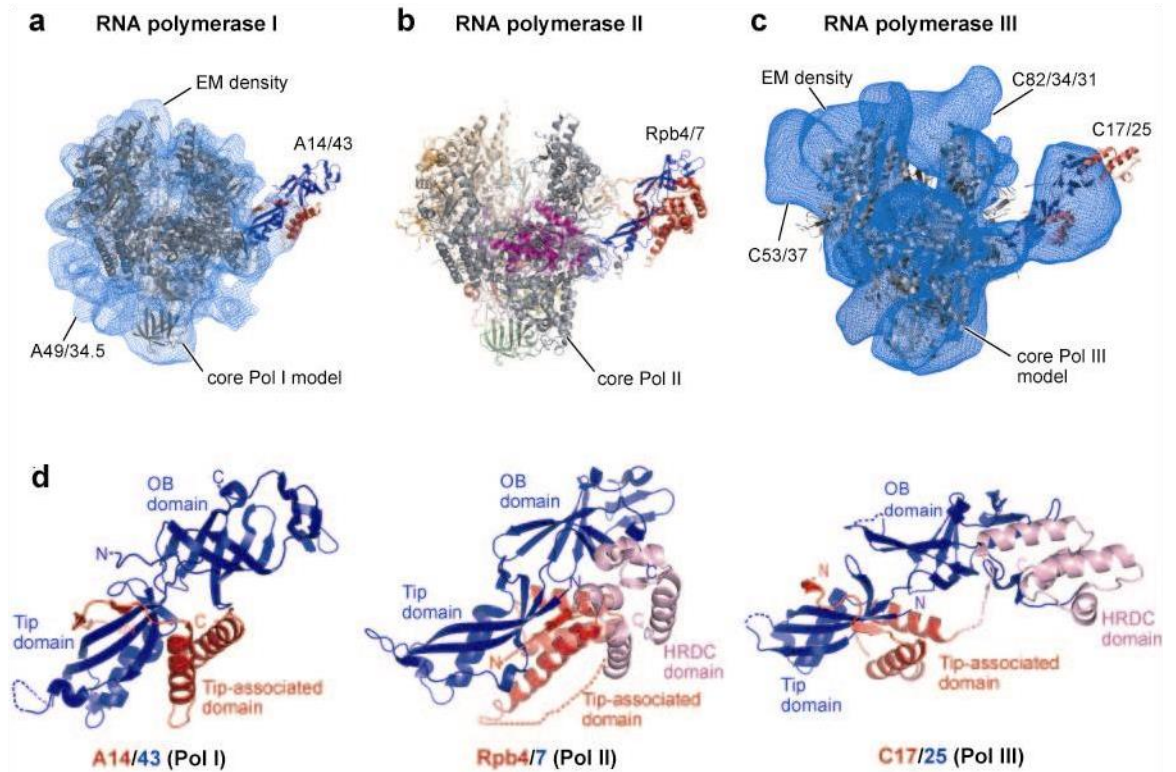 a RNA polymerase I
b RNA polymerase II
c RNA polymerase III
EM density
A14/43
A49/34.5
core Pol I model
Rpb4/7
core Pol II
EM density
C82/34/31
C17/25
C53/37
core Pol III
model
d
OB
domain
C
N
Tip
domain
C
Tip-associated
domain
A14/43 (Pol I)
OB
domain
Tip
domain
N
C
C
HRDC
domain
Tip-associated
domain
Rpb4/7 (Pol II)
OB
domain
N
N
HRDC
domain
Tip
domain
Tip-associated
domain
C17/25 (Pol III)